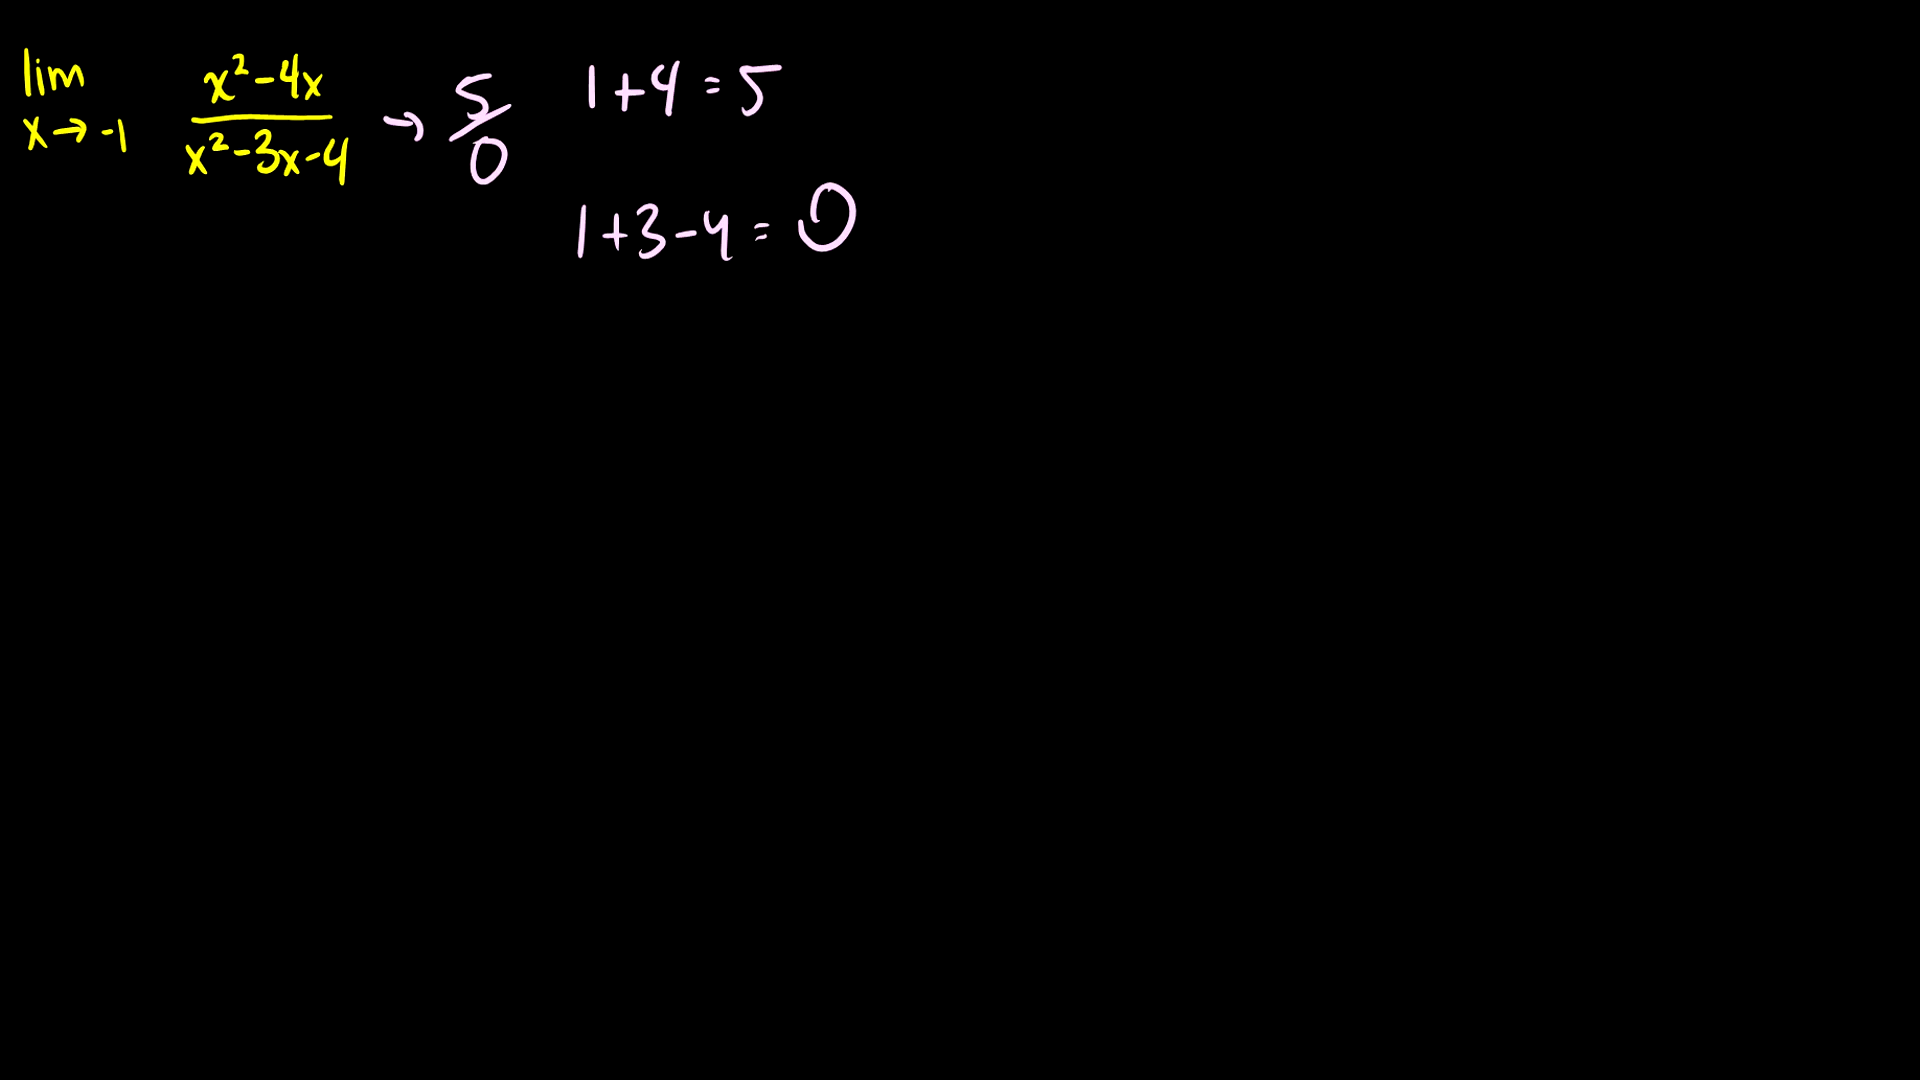 lim x→-1 (x²-4x)/(x²-3x-4) → 5/0
1+4=5
1+3-4=0